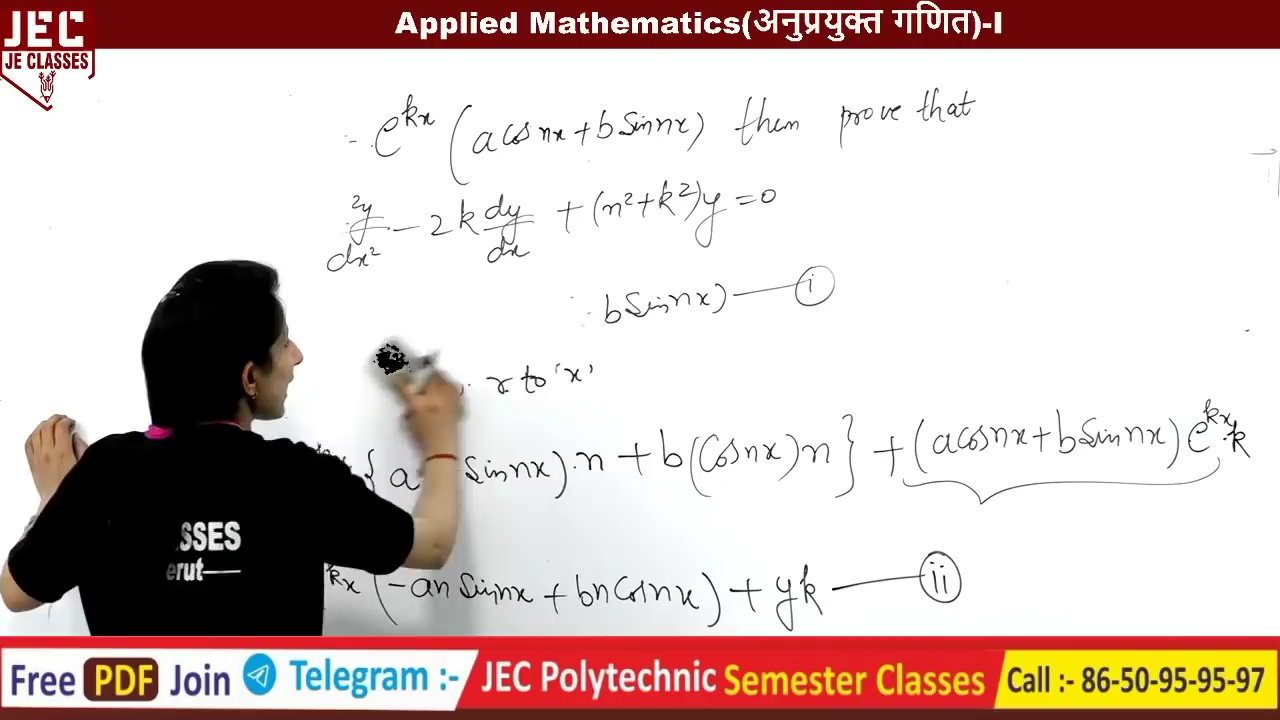 JEC
JE CLASSES
Applied Mathematics(अनुप्रयुक्त गणित)-I
= e^kx (a cos nx + b Sin nx) then prove that
²y/dx² - 2k dy/dx + (n²+k²)y = 0
b Sin nx) — (i)
r to 'x'
{ a Sin nx).n + b(Cos nx)n } + (a cos nx + b Sin nx) e^kx.k
kx (-an Sin nx + bn Cos nx) + yk — (ii)
SSES
erut—
Free PDF Join Telegram :- JEC Polytechnic Semester Classes Call :- 86-50-95-95-97